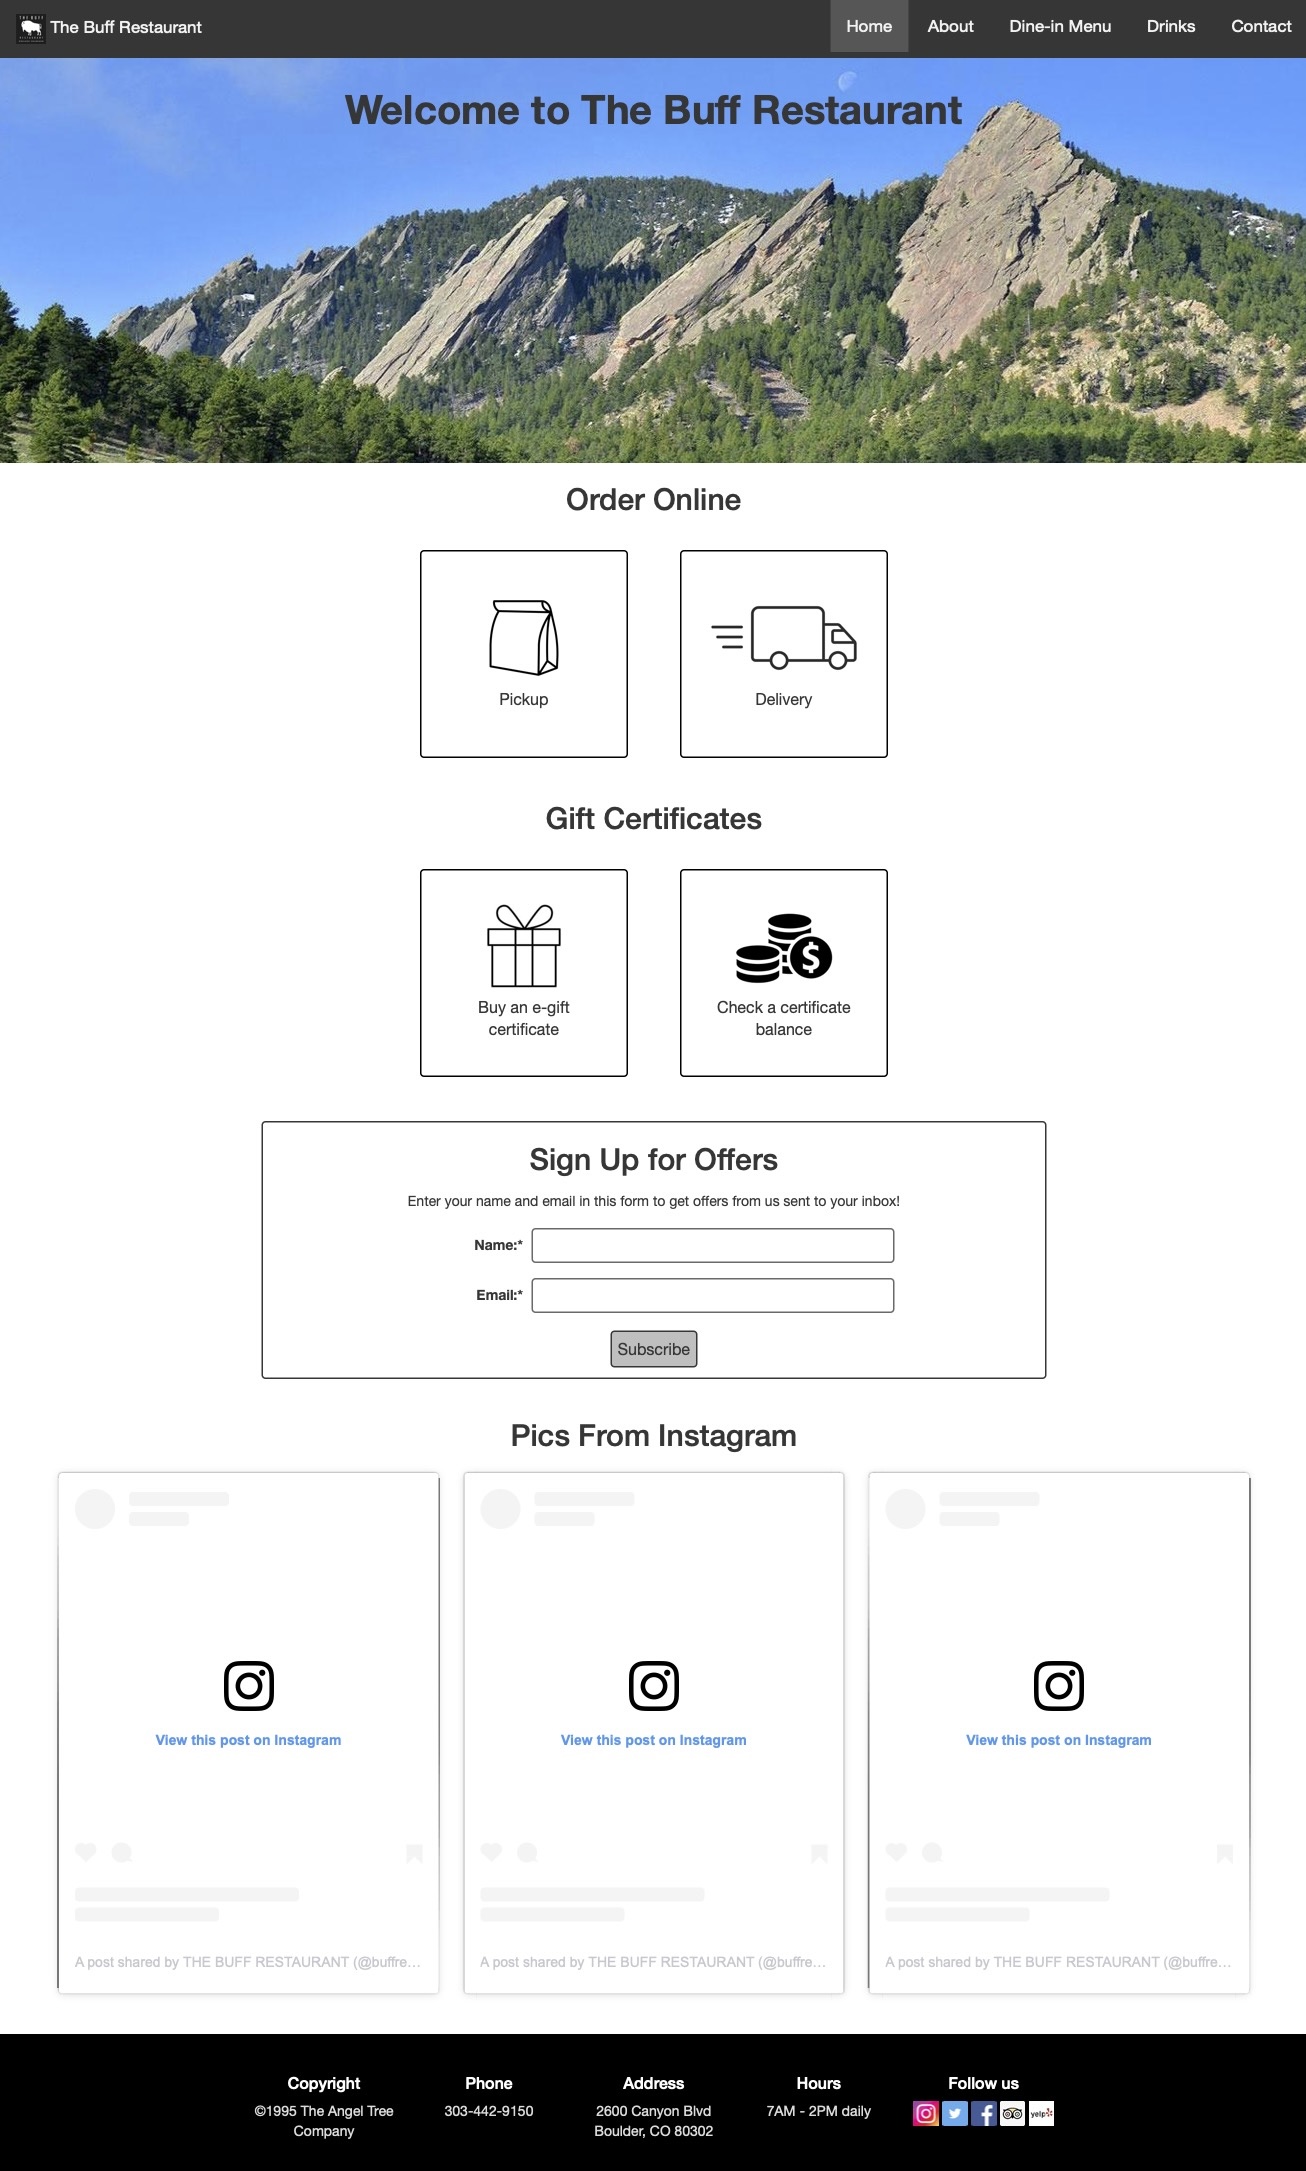 The Buff Restaurant
Home About Dine-in Menu Drinks Contact
Welcome to The Buff Restaurant
Order Online
Pickup
Delivery
Gift Certificates
Buy an e-gift
certificate
Check a certificate
balance
Sign Up for Offers
Enter your name and email in this form to get offers from us sent to your inbox!
Name:*
Email:*
Subscribe
Pics From Instagram
View this post on Instagram
A post shared by THE BUFF RESTAURANT (@buffre...
View this post on Instagram
A post shared by THE BUFF RESTAURANT (@buffre...
View this post on Instagram
A post shared by THE BUFF RESTAURANT (@buffre...
Copyright
©1995 The Angel Tree
Company
Phone
303-442-9150
Address
2600 Canyon Blvd
Boulder, CO 80302
Hours
7AM - 2PM daily
Follow us
yelp